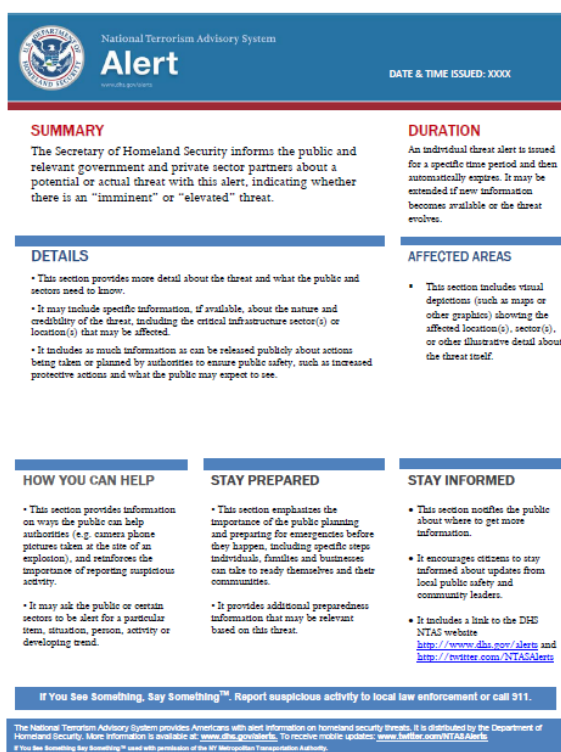 National Terrorism Advisory System
Alert
www.dhs.gov/alerts
DATE & TIME ISSUED: XXXX
SUMMARY
The Secretary of Homeland Security informs the public and
relevant government and private sector partners about a
potential or actual threat with this alert, indicating whether
there is an “imminent” or “elevated” threat.
DURATION
An individual threat alert is issued
for a specific time period and then
automatically expires. It may be
extended if new information
becomes available or the threat
evolves.
DETAILS
• This section provides more detail about the threat and what the public and
sectors need to know.
• It may include specific information, if available, about the nature and
credibility of the threat, including the critical infrastructure sector(s) or
location(s) that may be affected.
• It includes as much information as can be released publicly about actions
being taken or planned by authorities to ensure public safety, such as increased
protective actions and what the public may expect to see.
AFFECTED AREAS
▪ This section includes visual
depictions (such as maps or
other graphics) showing the
affected location(s), sector(s),
or other illustrative detail about
the threat itself.
HOW YOU CAN HELP
• This section provides information
on ways the public can help
authorities (e.g. camera phone
pictures taken at the site of an
explosion), and reinforces the
importance of reporting suspicious
activity.
• It may ask the public or certain
sectors to be alert for a particular
item, situation, person, activity or
developing trend.
STAY PREPARED
• This section emphasizes the
importance of the public planning
and preparing for emergencies before
they happen, including specific steps
individuals, families and businesses
can take to ready themselves and their
communities.
• It provides additional preparedness
information that may be relevant
based on this threat.
STAY INFORMED
• This section notifies the public
about where to get more
information.
• It encourages citizens to stay
informed about updates from
local public safety and
community leaders.
• It includes a link to the DHS
NTAS website
http://www.dhs.gov/alerts and
http://twitter.com/NTASAlerts
If You See Something, Say Something™. Report suspicious activity to local law enforcement or call 911.
The National Terrorism Advisory System provides Americans with alert information on homeland security threats. It is distributed by the Department of
Homeland Security. More information is available at: www.dhs.gov/alerts. To receive mobile updates: www.twitter.com/NTASAlerts
If You See Something Say Something™ used with permission of the NY Metropolitan Transportation Authority.